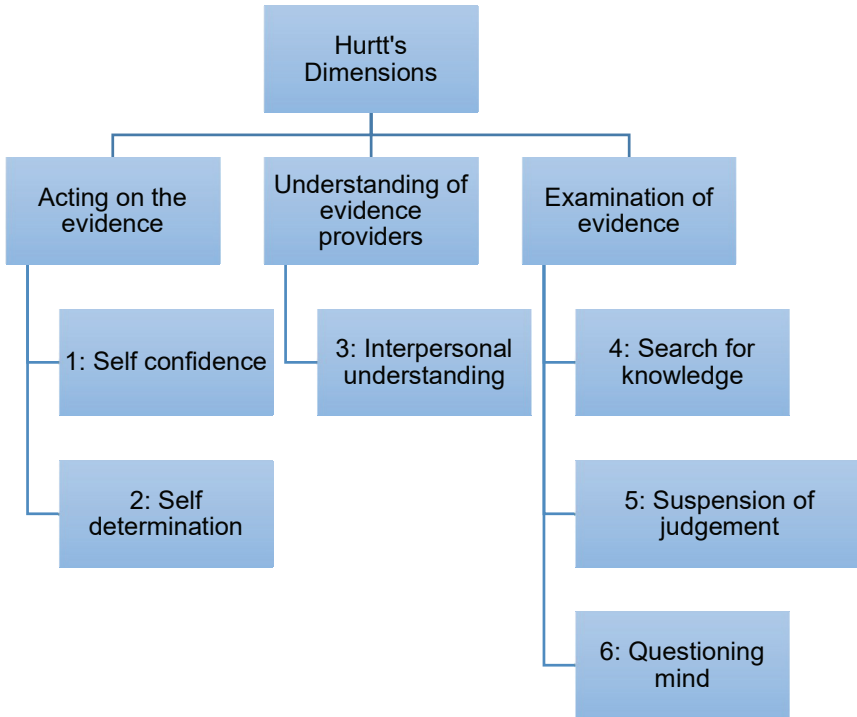 Hurtt's
Dimensions
Acting on the
evidence
Understanding of
evidence
providers
Examination of
evidence
1: Self confidence
2: Self
determination
3: Interpersonal
understanding
4: Search for
knowledge
5: Suspension of
judgement
6: Questioning
mind